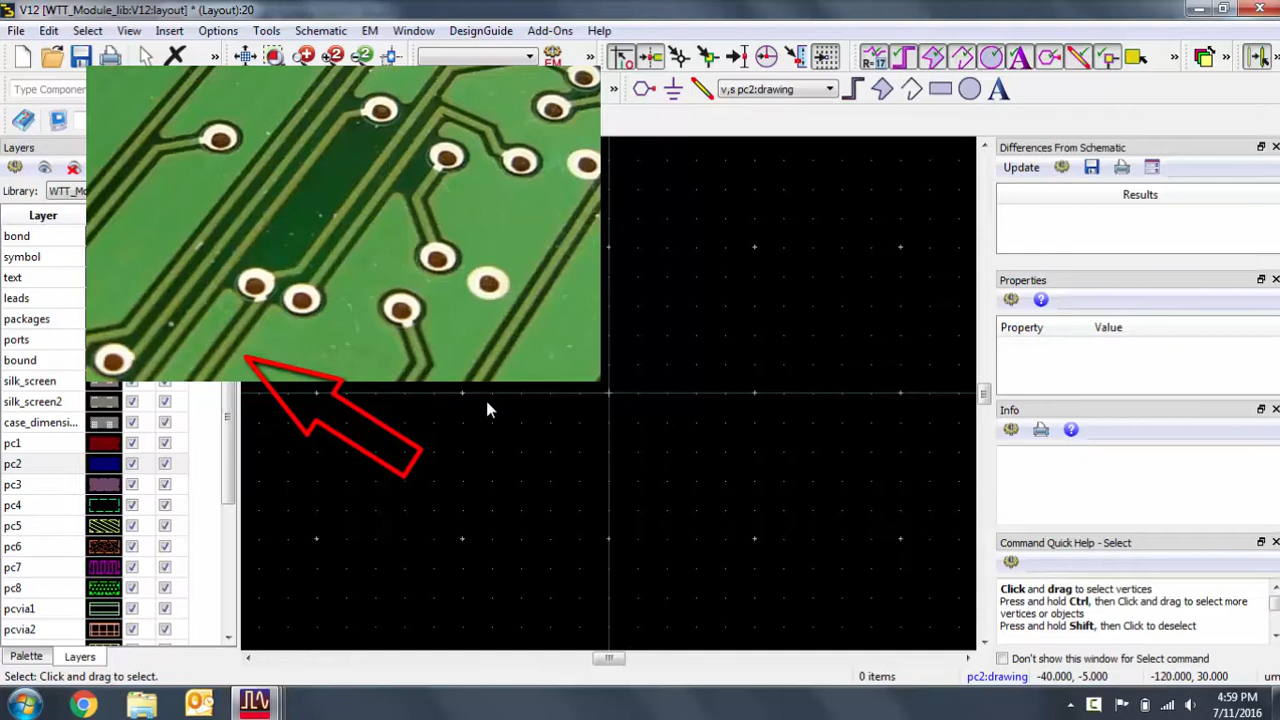 V12 [WTT_Module_lib:V12:layout] * (Layout):20
File Edit Select View Insert Options Tools Schematic EM Window DesignGuide Add-Ons Help
EM
R=17
Type Compone
v,s pc2:drawing
Layers
Library: WTT_M
Layer
bond
symbol
text
leads
packages
ports
bound
silk_screen
silk_screen2
case_dimensi...
pc1
pc2
pc3
pc4
pc5
pc6
pc7
pcvia1
pcvia2
Palette Layers
Differences From Schematic
Update
Results
Properties
Property Value
Info
Command Quick Help - Select
Click and drag to select vertices
Press and hold Ctrl, then Click and drag to select more
vertices or objects
Press and hold Shift, then Click to deselect
Don't show this window for Select command
Select: Click and drag to select.
0 items pc2:drawing -40.000, -5.000 -120.000, 30.000 um
4:59 PM
7/11/2016